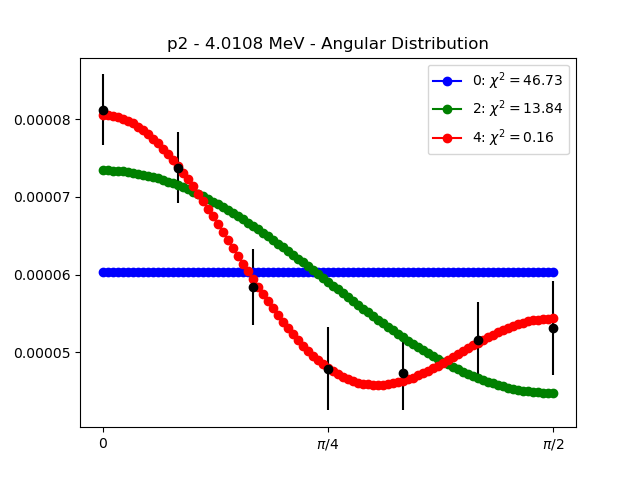 p2 - 4.0108 MeV - Angular Distribution
0: χ² = 46.73
2: χ² = 13.84
4: χ² = 0.16
0.00008
0.00007
0.00006
0.00005
0
π/4
π/2